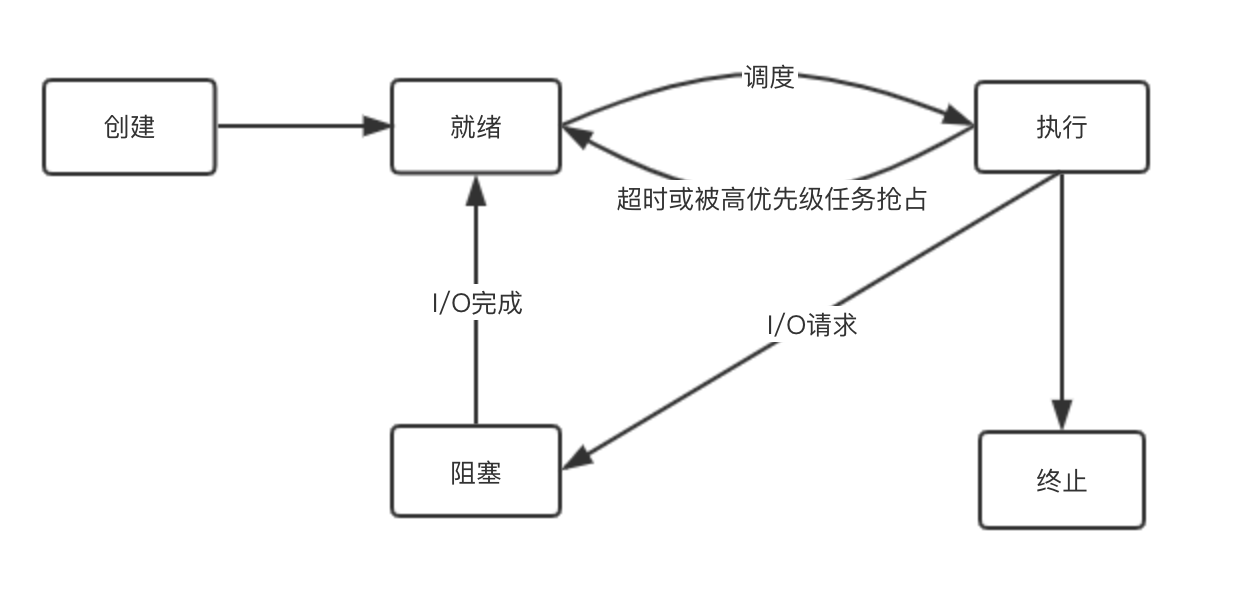 调度
创建
就绪
执行
超时或被高优先级任务抢占
I/O完成
I/O请求
阻塞
终止